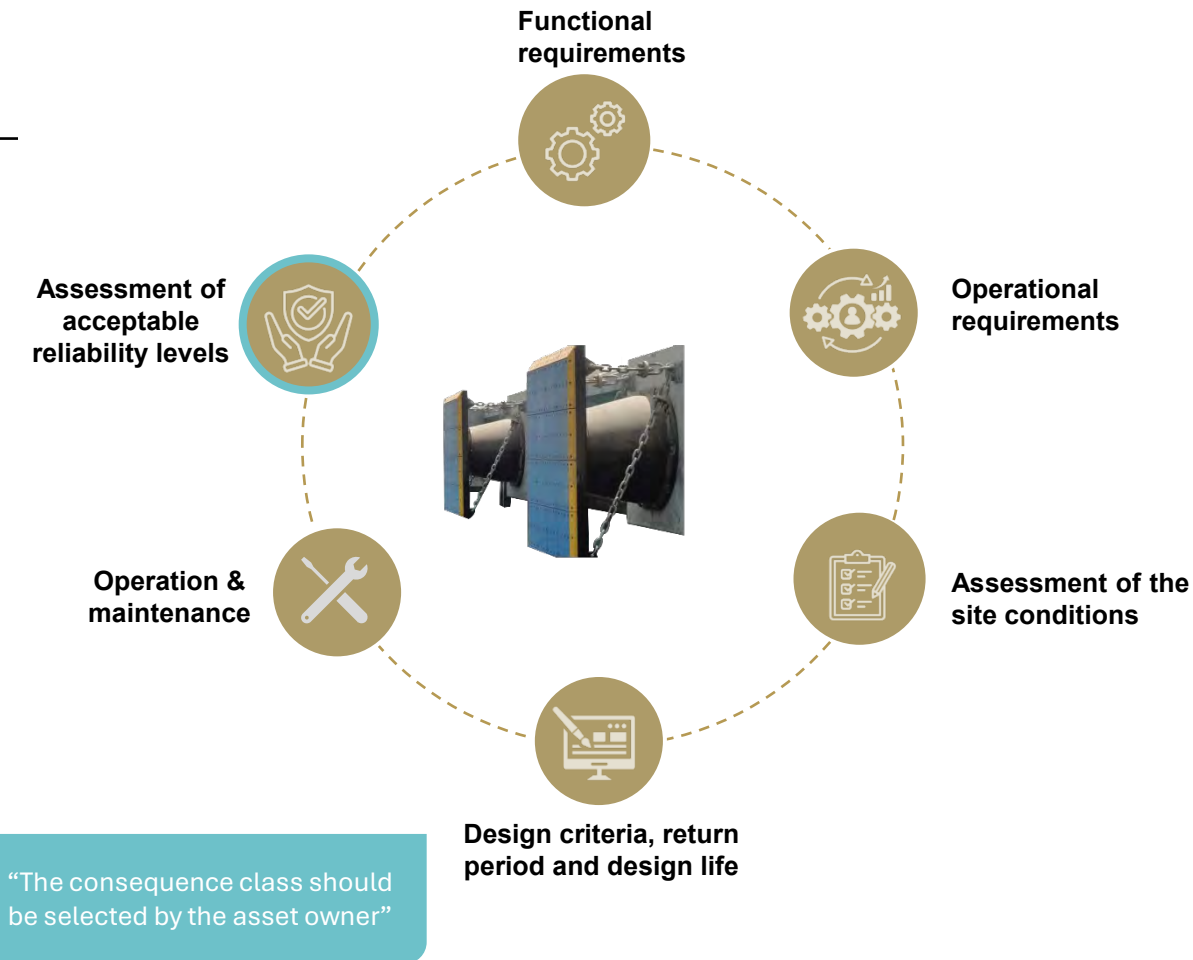 Functional
requirements
Operational
requirements
Assessment of the
site conditions
Design criteria, return
period and design life
Operation &
maintenance
Assessment of
acceptable
reliability levels
“The consequence class should
be selected by the asset owner”